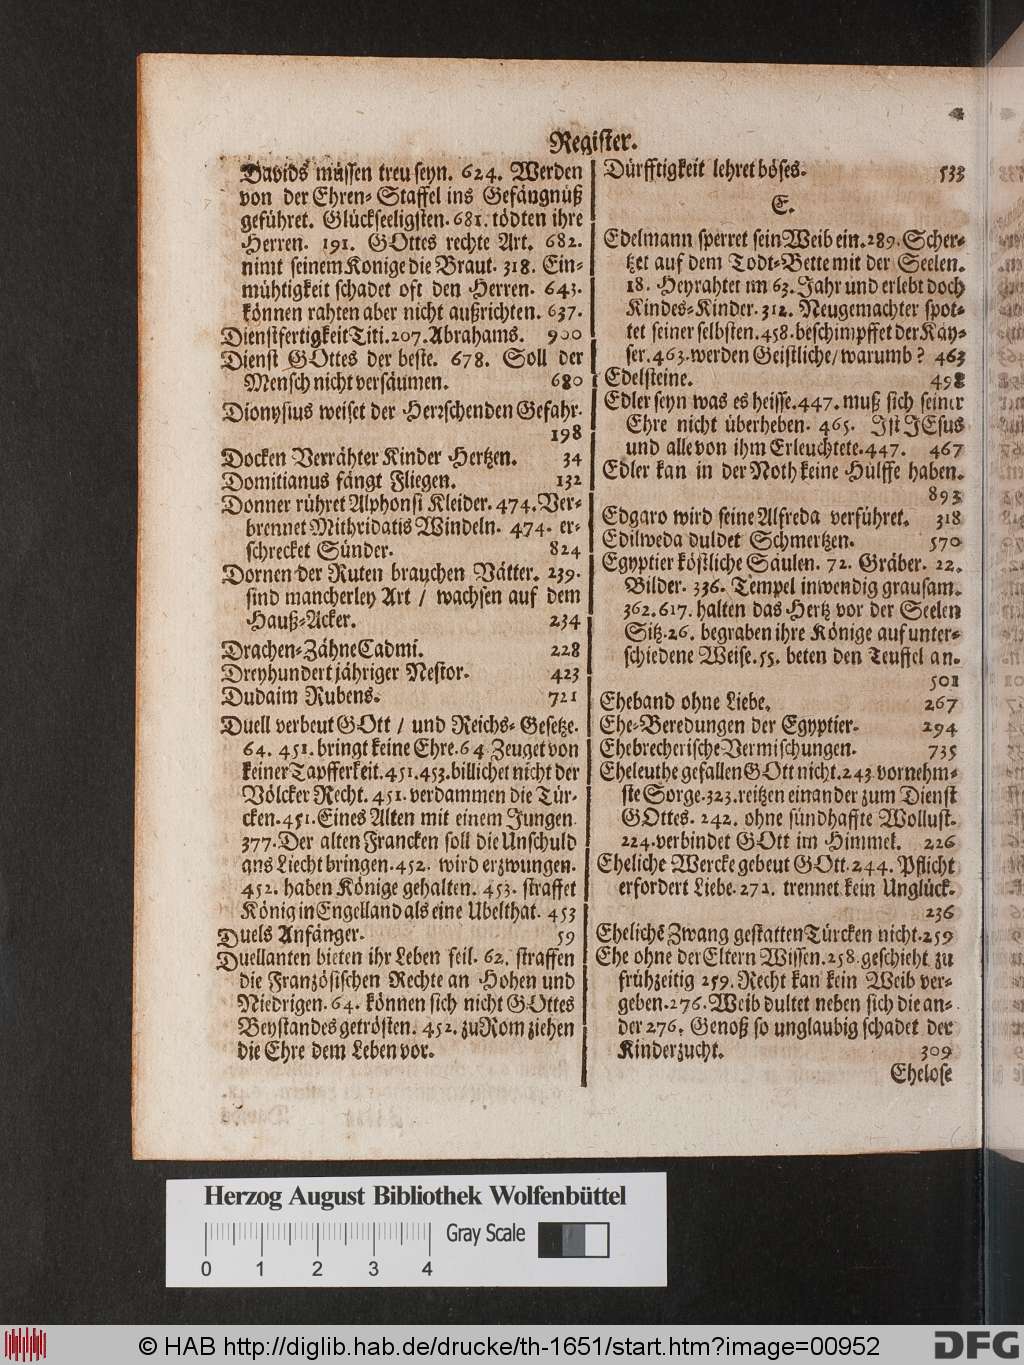 Register.
Davids müssen treu seyn. 624. Werden
von der Ehren-Staffel ins Gefängnüß
geführet. Glückseeligsten. 681. tödten ihre
Herren. 191. GOttes rechte Art. 682.
nimt seinem Konige die Braut. 318. Ein-
mühtigkeit schadet oft den Herren. 643.
können rahten aber nicht außrichten. 637.
Dienstfertigkeit Titi. 207. Abrahams. 900
Dienst GOttes der beste. 678. Soll der
Mensch nicht versäumen. 680
Dionysius weiset der Herrschenden Gefahr.
198
Docken Verrähter Kinder Hertzen. 34
Domitianus fängt Fliegen. 132
Donner rühret Alphonsi Kleider. 474. Ver-
brennet Mithridatis Windeln. 474. er-
schrecket Sünder. 824
Dornen der Ruten brauchen Vätter. 239.
sind mancherley Art / wachsen auf dem
Hauß-Acker. 234
Drachen-Zähne Cadmi. 228
Dreyhundert jähriger Nestor. 423
Dudaim Rubens. 721
Duell verbeut GOtt / und Reichs-Gesetze.
64. 451. bringt keine Ehre. 64 Zeuget von
keiner Tapfferkeit. 451. 453. billichet nicht der
Völcker Recht. 451. verdammen die Tür-
cken. 451. Eines Alten mit einem Jungen
377. Der alten Francken soll die Unschuld
ans Liecht bringen. 452. wird erzwungen.
452. haben Könige gehalten. 453. straffet
König in Engelland als eine Ubelthat. 453
Duels Anfänger. 59
Duellanten bieten ihr Leben feil. 62. straffen
die Französischen Rechte an Hohen und
Niedrigen. 64. können sich nicht GOttes
Beystandes getrösten. 452. zu Rom ziehen
die Ehre dem Leben vor.
Dürfftigkeit lehret böses. 533
E.
Edelmann sperret sein Weib ein. 289. Scher-
tzet auf dem Todt-Bette mit der Seelen.
18. Heyrahtet im 63. Jahr und erlebt doch
Kindes-Kinder. 312. Neugemachter spot-
tet seiner selbsten. 458. beschimpffet der Käy-
ser. 463. werden Geistliche / warumb? 463
Edelsteine. 498
Edler seyn was es heisse. 447. muß sich seiner
Ehre nicht überheben. 465. Ist JEsus
und alle von ihm Erleuchtete. 447. 467
Edler kan in der Noth keine Hülffe haben.
893
Edgaro wird seine Alfreda verführet. 318
Edilweda duldet Schmertzen. 570
Egyptier köstliche Säulen. 72. Gräber. 22.
Bilder. 336. Tempel inwendig grausam.
362. 617. halten das Hertz vor der Seelen
Sitz. 26. begraben ihre Könige auf unter-
schiedene Weise. 55. beten den Teuffel an.
501
Eheband ohne Liebe. 267
Ehe-Beredungen der Egyptier. 294
Ehebrecherische Vermischungen. 735
Eheleuthe gefallen GOtt nicht. 243 vornehm-
ste Sorge. 323. reitzen einander zum Dienst
GOttes. 242. ohne sündhaffte Wollust.
224. verbindet GOtt im Himmel. 226
Eheliche Wercke gebeut GOtt. 244. Pflicht
erfordert Liebe. 272. trennet kein Unglück.
236
Ehelichē Zwang gestatten Türcken nicht. 259
Ehe ohne der Eltern Wissen. 258. geschieht zu
frühzeitig 259. Recht kan kein Weib ver-
geben. 276. Weib dultet neben sich die an-
der 276. Genoß so unglaubig schadet der
Kinderzucht. 309
Ehelose
Herzog August Bibliothek Wolfenbüttel
Gray Scale
0 1 2 3 4
© HAB http://diglib.hab.de/drucke/th-1651/start.htm?image=00952
DFG